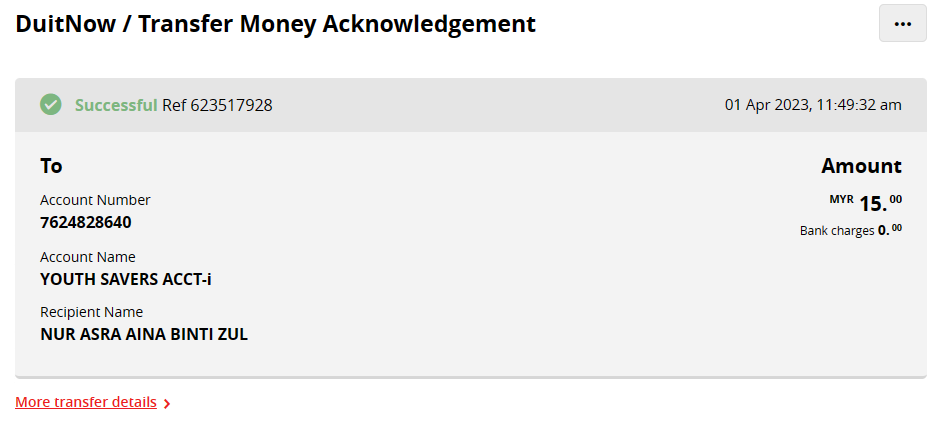 DuitNow / Transfer Money Acknowledgement
...
Successful Ref 623517928
01 Apr 2023, 11:49:32 am
To
Amount
Account Number
MYR 15.00
7624828640
Bank charges 0.00
Account Name
YOUTH SAVERS ACCT-i
Recipient Name
NUR ASRA AINA BINTI ZUL
More transfer details >